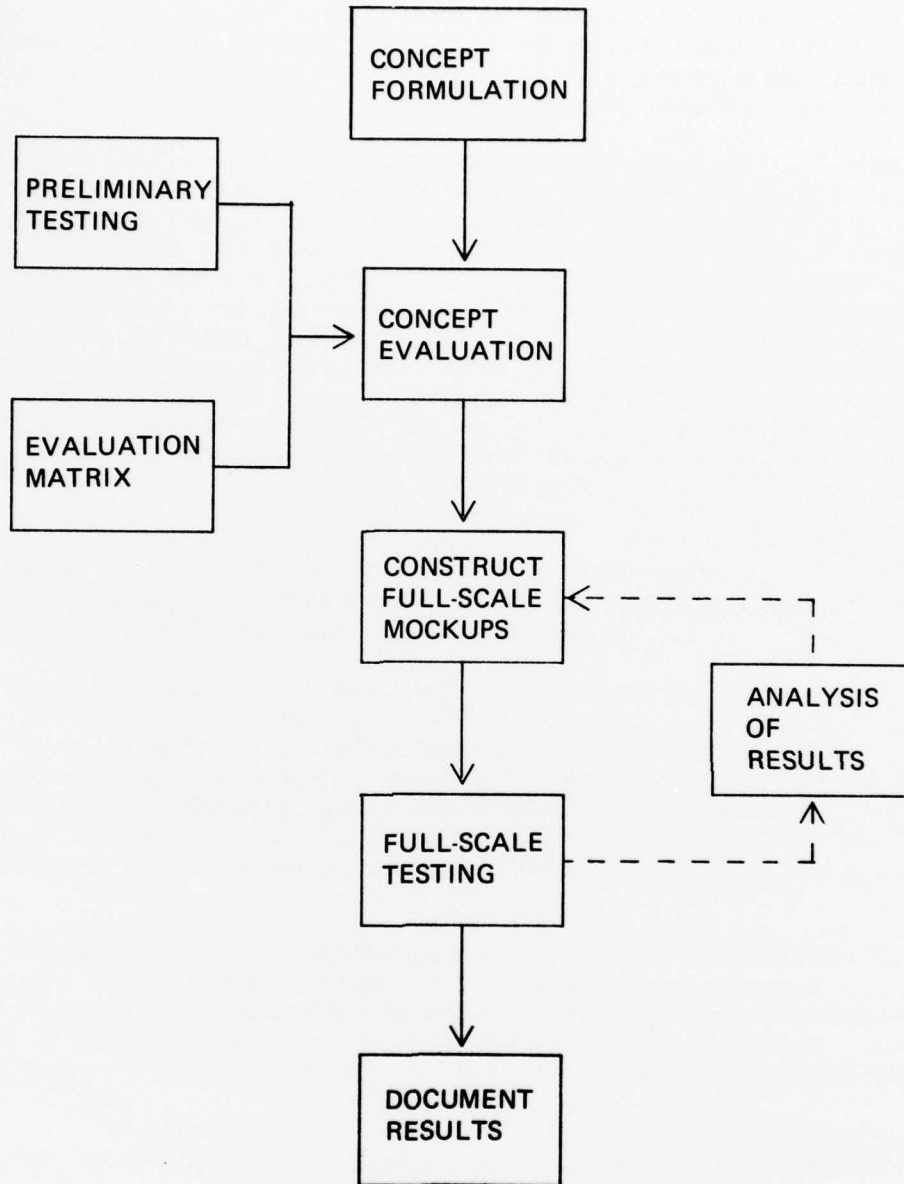 CONCEPT
FORMULATION
PRELIMINARY
TESTING
CONCEPT
EVALUATION
EVALUATION
MATRIX
CONSTRUCT
FULL-SCALE
MOCKUPS
ANALYSIS
OF
RESULTS
FULL-SCALE
TESTING
DOCUMENT
RESULTS